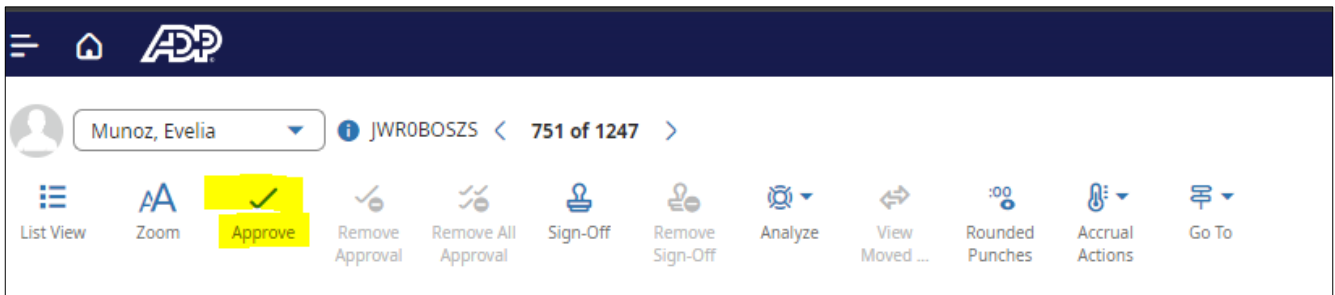 ADP
Munoz, Evelia JWR0BOSZS 751 of 1247
List View Zoom Approve Remove Remove All Sign-Off Remove Analyze View Rounded Accrual Go To
Approval Approval Sign-Off Moved ... Punches Actions